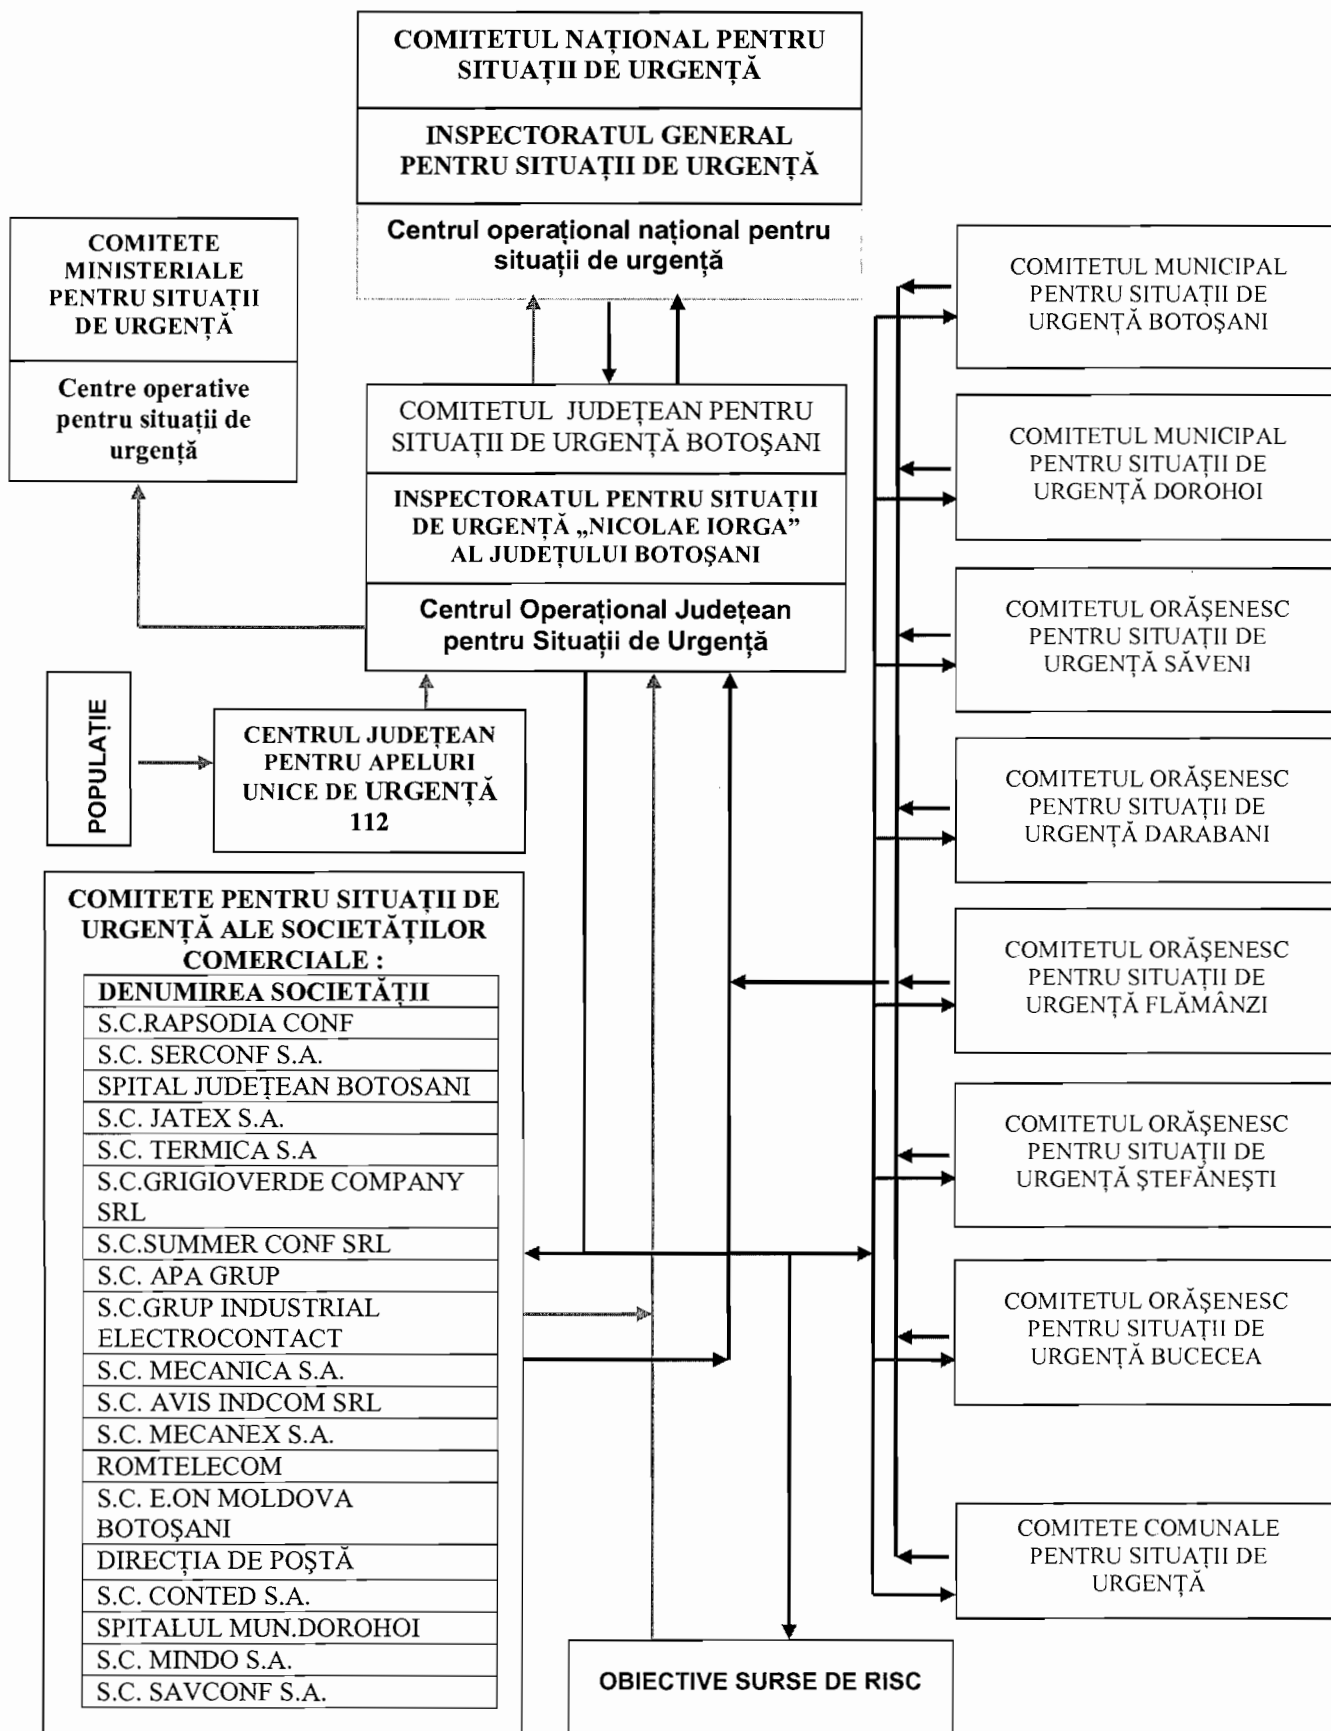 COMITETUL NAȚIONAL PENTRU
SITUAȚII DE URGENȚĂ
INSPECTORATUL GENERAL
PENTRU SITUAȚII DE URGENȚĂ
Centrul operațional național pentru
situații de urgență
COMITETE
MINISTERIALE
PENTRU SITUAȚII
DE URGENȚĂ
Centre operative
pentru situații de
urgență
COMITETUL JUDEȚEAN PENTRU
SITUAȚII DE URGENȚĂ BOTOȘANI
INSPECTORATUL PENTRU SITUAȚII
DE URGENȚĂ „NICOLAE IORGA”
AL JUDEȚULUI BOTOȘANI
Centrul Operațional Județean
pentru Situații de Urgență
POPULAȚIE
CENTRUL JUDEȚEAN
PENTRU APELURI
UNICE DE URGENȚĂ
112
COMITETE PENTRU SITUAȚII DE
URGENȚĂ ALE SOCIETĂȚILOR
COMERCIALE :
DENUMIREA SOCIETĂȚII
S.C.RAPSODIA CONF
S.C. SERCONF S.A.
SPITAL JUDEȚEAN BOTOSANI
S.C. JATEX S.A.
S.C. TERMICA S.A
S.C.GRIGIOVERDE COMPANY
SRL
S.C.SUMMER CONF SRL
S.C. APA GRUP
S.C.GRUP INDUSTRIAL
ELECTROCONTACT
S.C. MECANICA S.A.
S.C. AVIS INDCOM SRL
S.C. MECANEX S.A.
ROMTELECOM
S.C. E.ON MOLDOVA
BOTOȘANI
DIRECȚIA DE POȘTĂ
S.C. CONTED S.A.
SPITALUL MUN.DOROHOI
S.C. MINDO S.A.
S.C. SAVCONF S.A.
OBIECTIVE SURSE DE RISC
COMITETUL MUNICIPAL
PENTRU SITUAȚII DE
URGENȚĂ BOTOȘANI
COMITETUL MUNICIPAL
PENTRU SITUAȚII DE
URGENȚĂ DOROHOI
COMITETUL ORĂȘENESC
PENTRU SITUAȚII DE
URGENȚĂ SĂVENI
COMITETUL ORĂȘENESC
PENTRU SITUAȚII DE
URGENȚĂ DARABANI
COMITETUL ORĂȘENESC
PENTRU SITUAȚII DE
URGENȚĂ FLĂMÂNZI
COMITETUL ORĂȘENESC
PENTRU SITUAȚII DE
URGENȚĂ ȘTEFĂNEȘTI
COMITETUL ORĂȘENESC
PENTRU SITUAȚII DE
URGENȚĂ BUCECEA
COMITETE COMUNALE
PENTRU SITUAȚII DE
URGENȚĂ